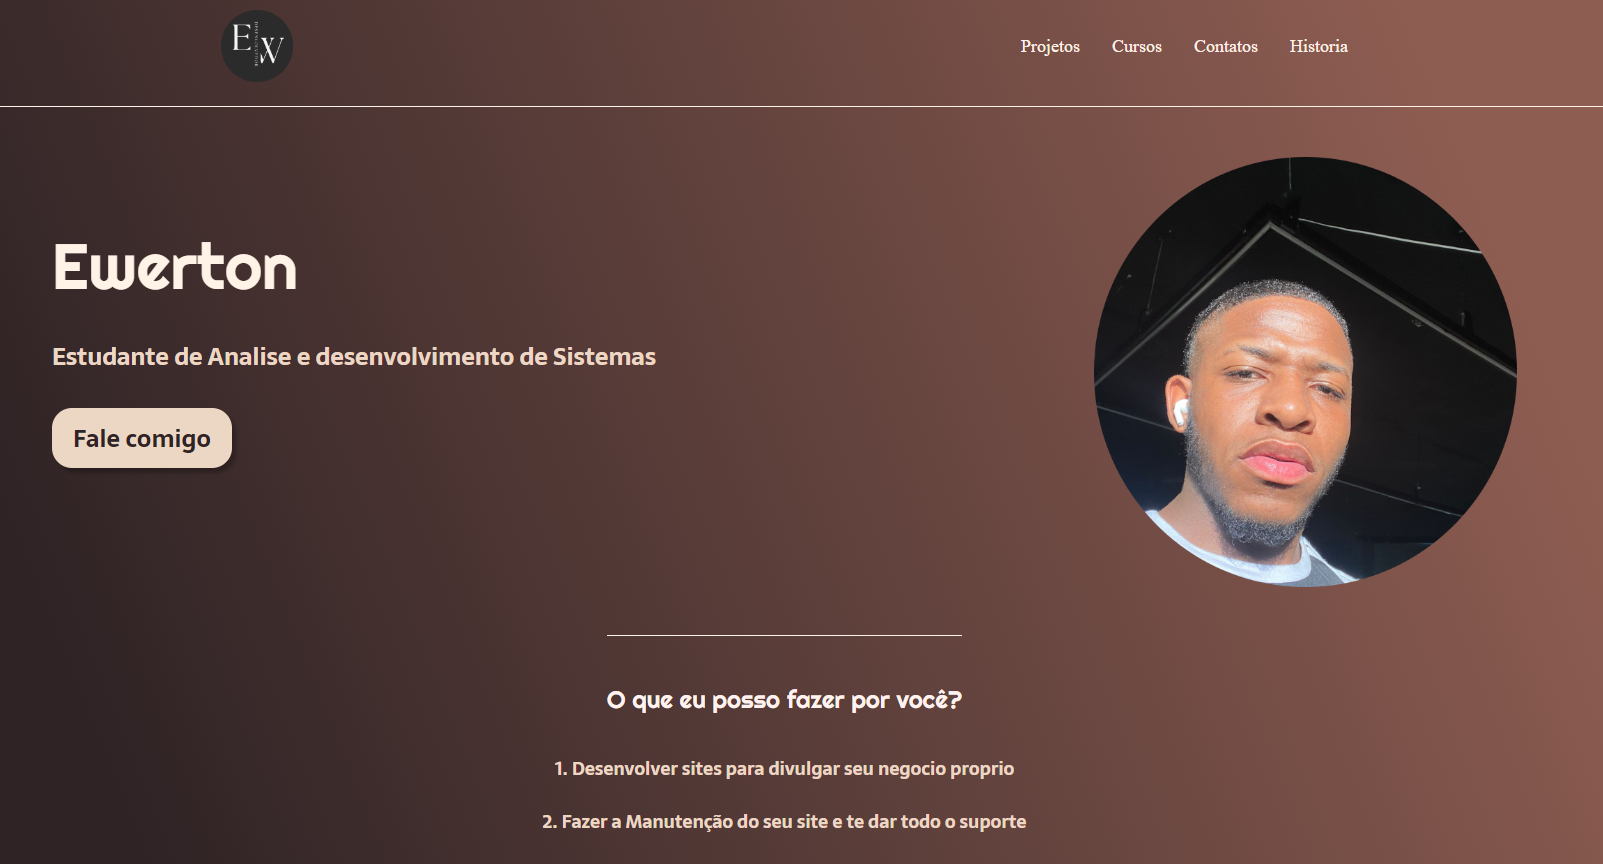 E
W
Projetos Cursos Contatos Historia
Ewerton
Estudante de Analise e desenvolvimento de Sistemas
Fale comigo
O que eu posso fazer por você?
1. Desenvolver sites para divulgar seu negocio proprio
2. Fazer a Manutenção do seu site e te dar todo o suporte